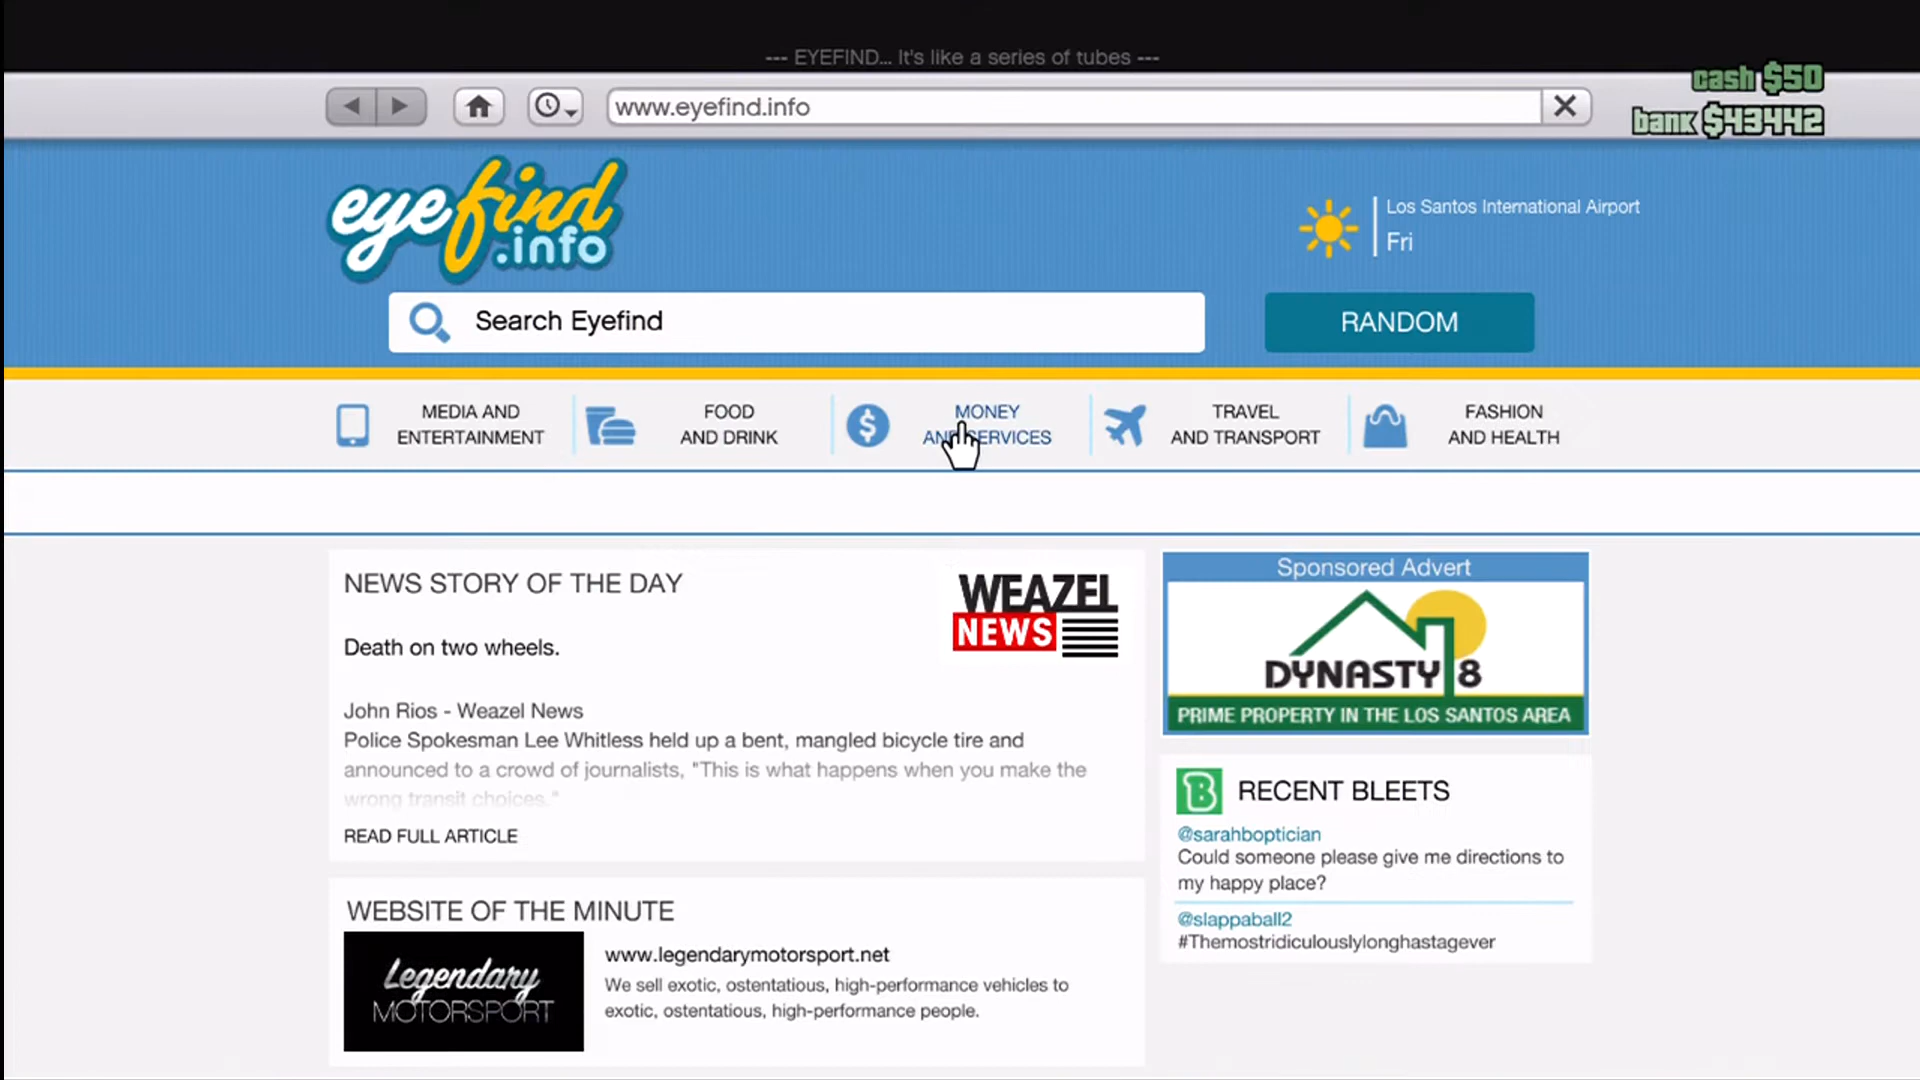 --- EYEFIND... It's like a series of tubes ---
cash $50
www.eyefind.info
bank $43442
eyefind
.info
Los Santos International Airport
Fri
Search Eyefind
RANDOM
MEDIA AND
ENTERTAINMENT
FOOD
AND DRINK
MONEY
AND SERVICES
TRAVEL
AND TRANSPORT
FASHION
AND HEALTH
NEWS STORY OF THE DAY
WEAZEL
NEWS
Death on two wheels.
John Rios - Weazel News
Police Spokesman Lee Whitless held up a bent, mangled bicycle tire and
announced to a crowd of journalists, "This is what happens when you make the
wrong transit choices."
READ FULL ARTICLE
Sponsored Advert
DYNASTY 8
PRIME PROPERTY IN THE LOS SANTOS AREA
RECENT BLEETS
@sarahboptician
Could someone please give me directions to
my happy place?
@slappaball2
#Themostridiculouslylonghastagever
WEBSITE OF THE MINUTE
Legendary
MOTORSPORT
www.legendarymotorsport.net
We sell exotic, ostentatious, high-performance vehicles to
exotic, ostentatious, high-performance people.